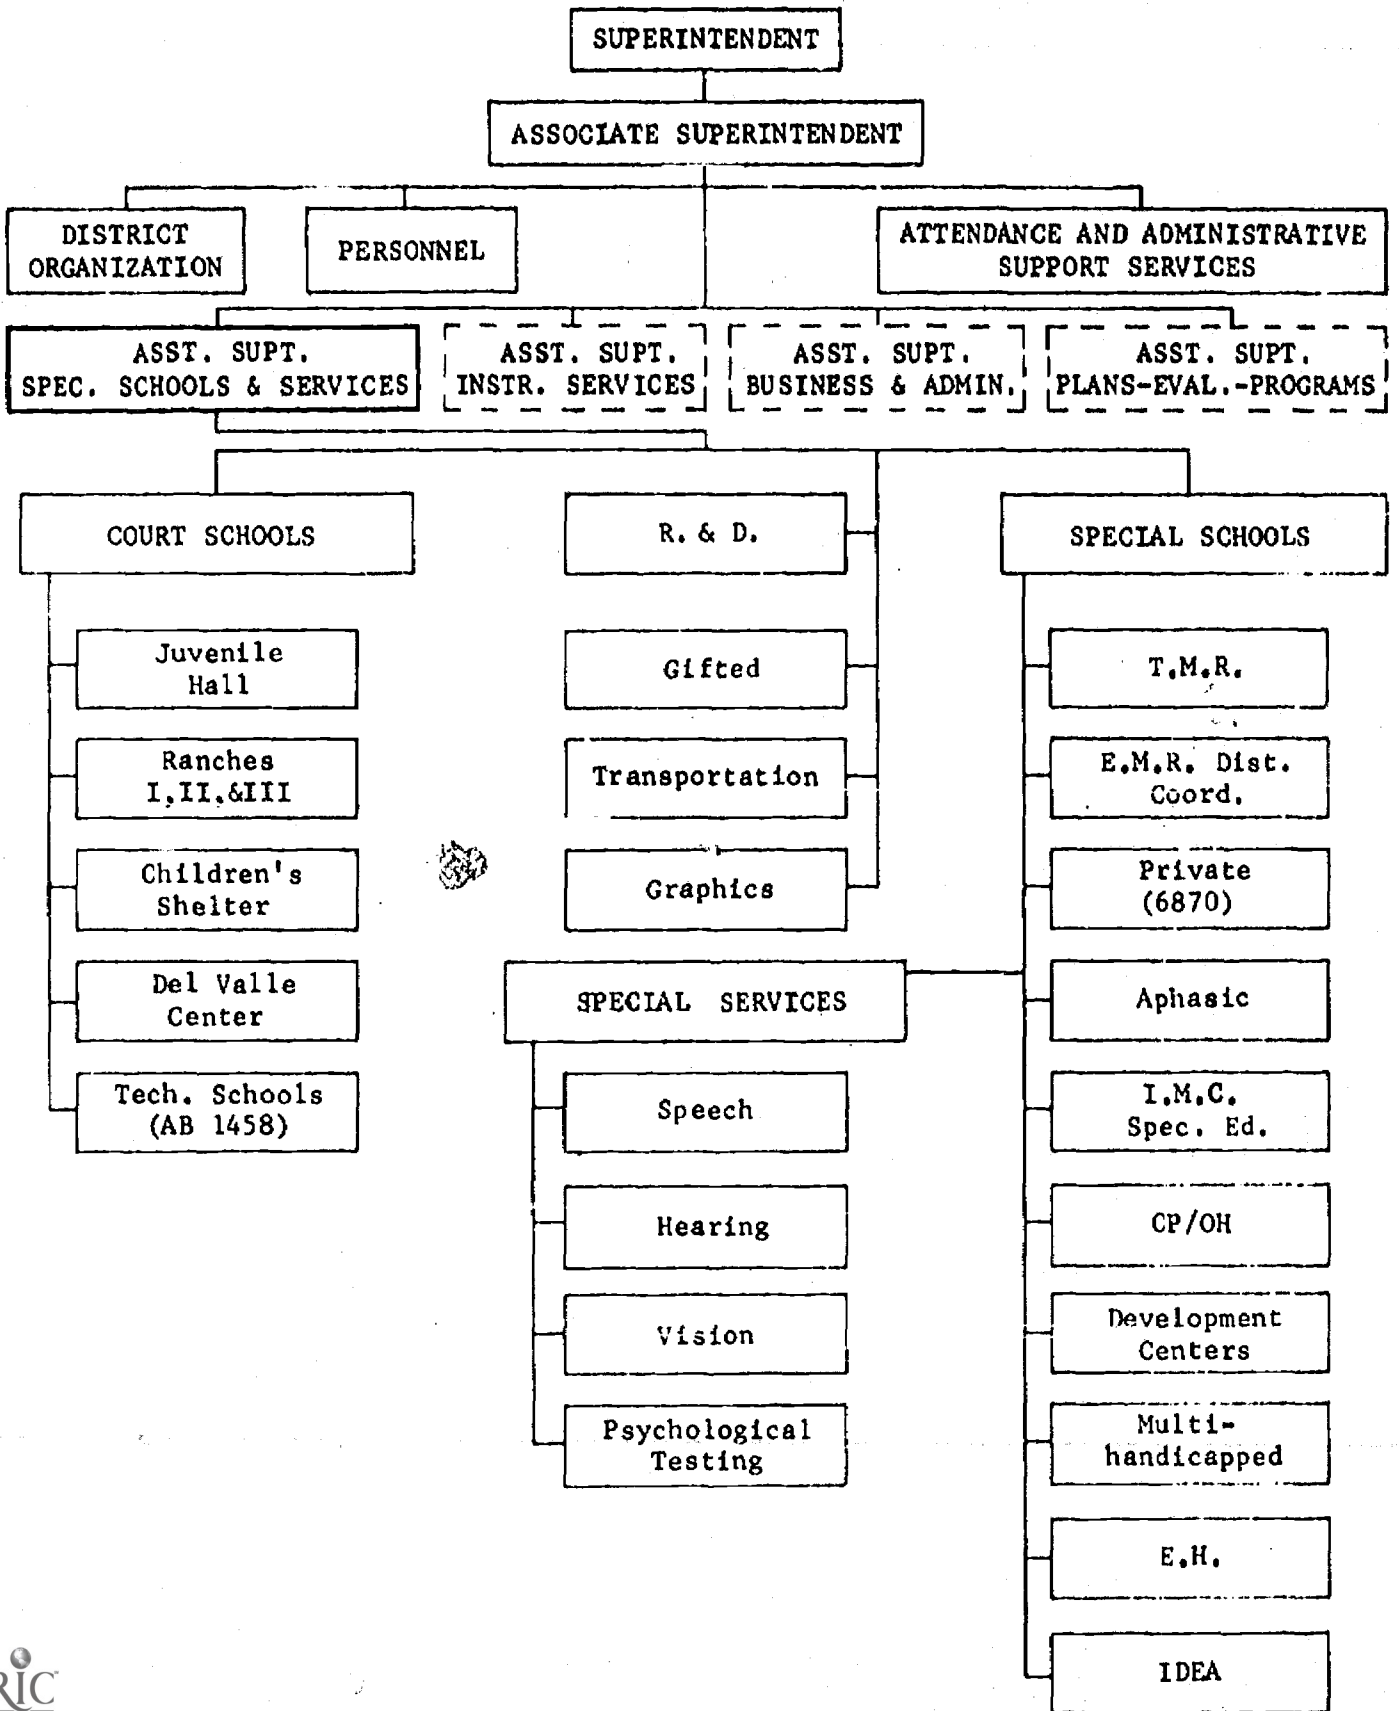 SUPERINTENDENT
ASSOCIATE SUPERINTENDENT
DISTRICT
ORGANIZATION
PERSONNEL
ATTENDANCE AND ADMINISTRATIVE
SUPPORT SERVICES
ASST. SUPT.
SPEC. SCHOOLS & SERVICES
ASST. SUPT.
INSTR. SERVICES
ASST. SUPT.
BUSINESS & ADMIN.
ASST. SUPT.
PLANS-EVAL.-PROGRAMS
COURT SCHOOLS
Juvenile
Hall
Ranches
I,II,&III
Children's
Shelter
Del Valle
Center
Tech. Schools
(AB 1458)
R. & D.
Gifted
Transportation
Graphics
SPECIAL SERVICES
Speech
Hearing
Vision
Psychological
Testing
SPECIAL SCHOOLS
T.M.R.
E.M.R. Dist.
Coord.
Private
(6870)
Aphasic
I.M.C.
Spec. Ed.
CP/OH
Development
Centers
Multi-
handicapped
E.H.
IDEA
RIC